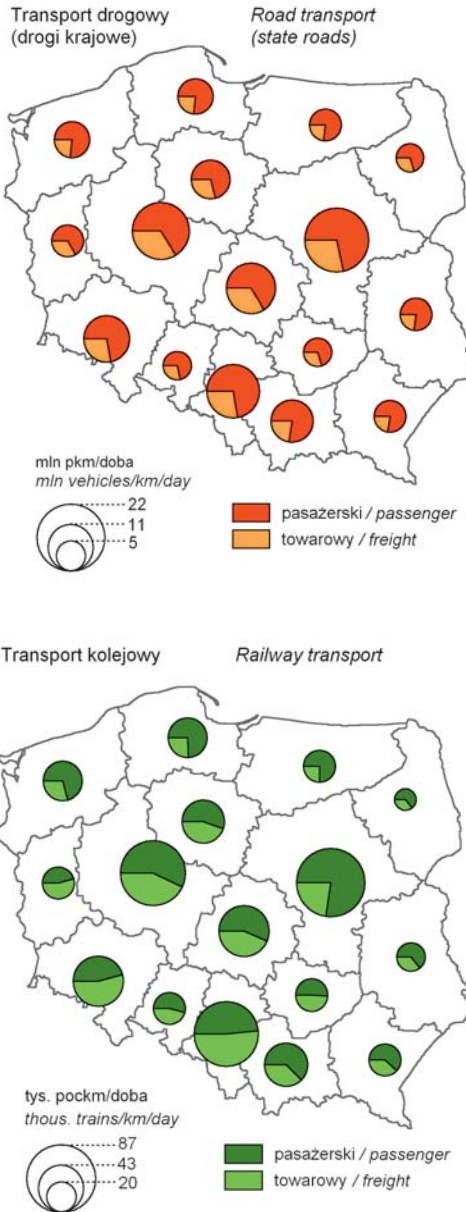 Transport drogowy
(drogi krajowe)
Road transport
(state roads)
mln pkm/doba
mln vehicles/km/day
22
11
5
pasażerski / passenger
towarowy / freight
Transport kolejowy
Railway transport
tys. pockm/doba
thous. trains/km/day
87
43
20
pasażerski / passenger
towarowy / freight